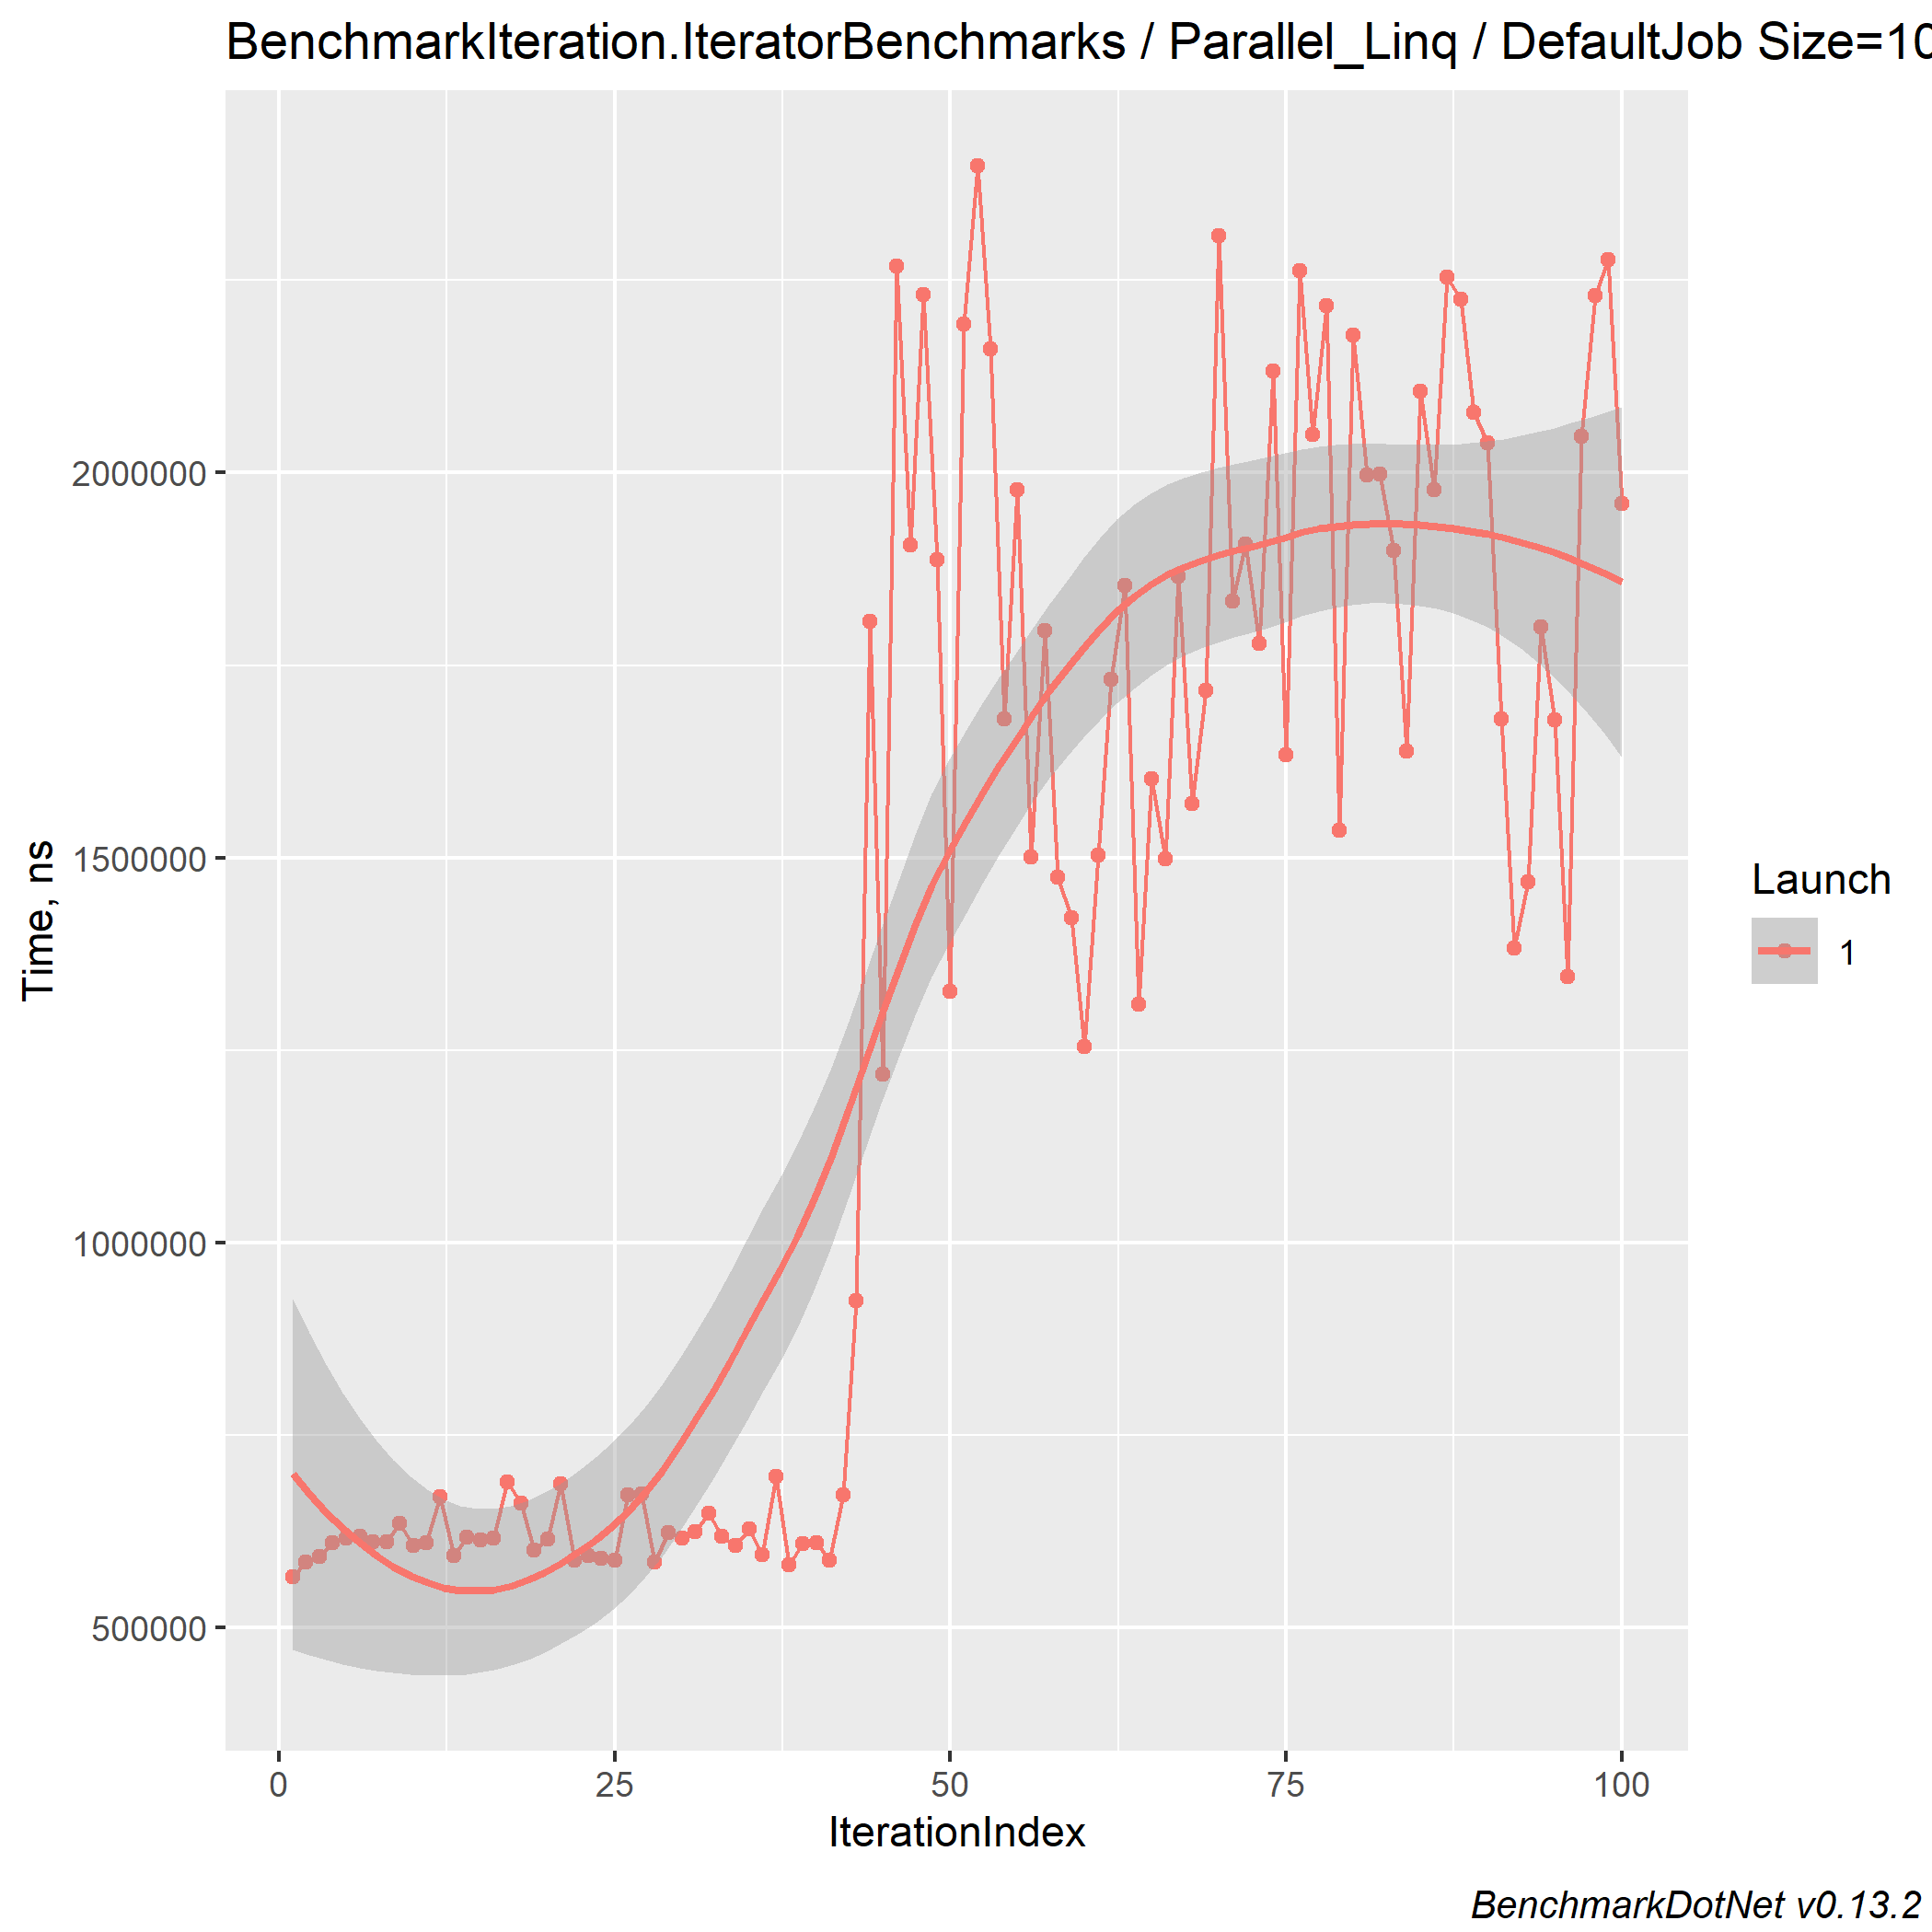 BenchmarkIteration.IteratorBenchmarks / Parallel_Linq / DefaultJob Size=10
Time, ns
2000000
1500000
1000000
500000
0 25 50 75 100
IterationIndex
Launch
1
BenchmarkDotNet v0.13.2